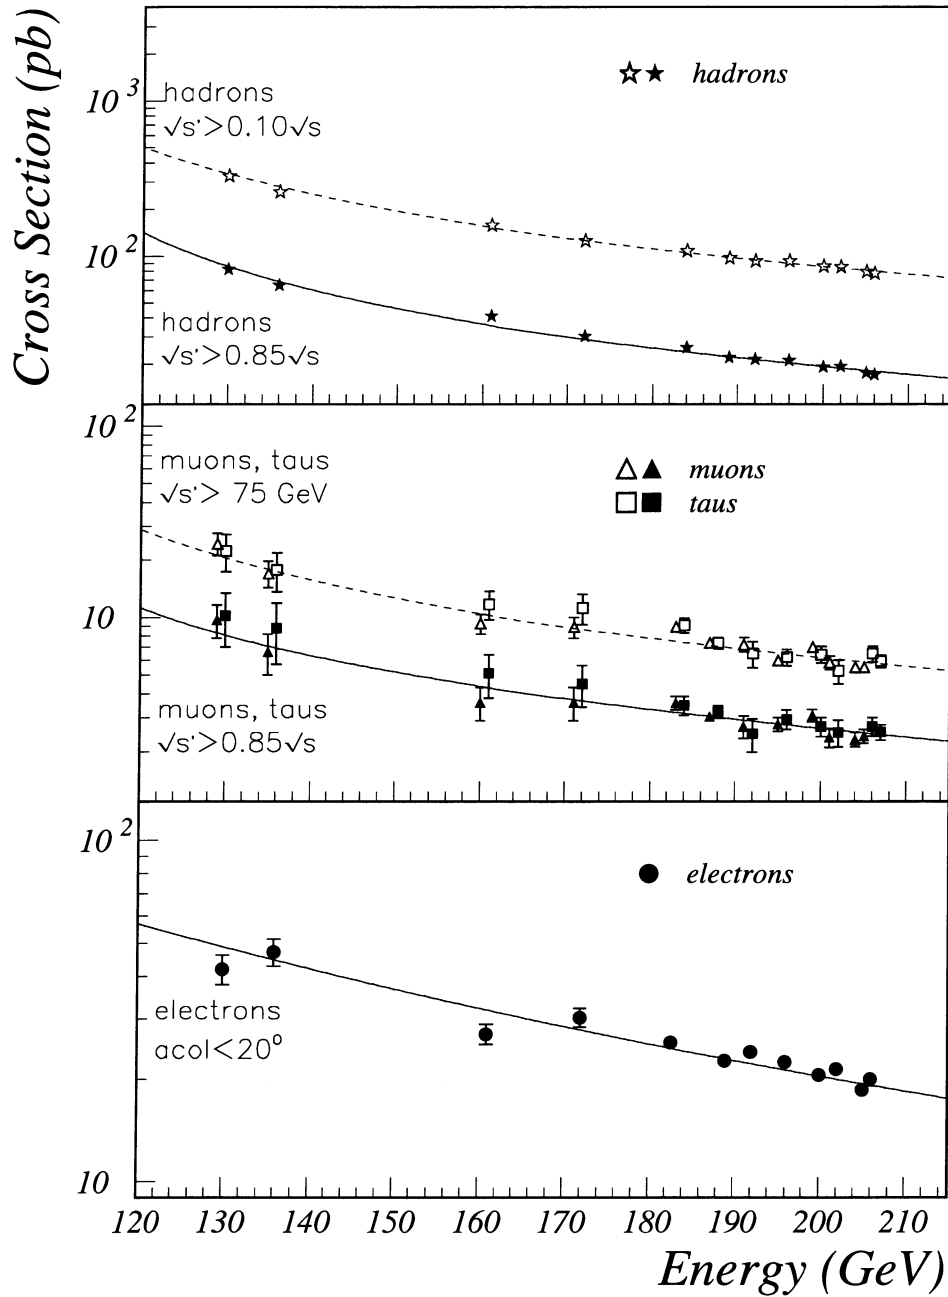 Cross Section (pb)
10³
hadrons
√s'>0.10√s
hadrons
10²
hadrons
√s'>0.85√s
10²
muons, taus
√s'> 75 GeV
muons
taus
10
muons, taus
√s'>0.85√s
10²
electrons
electrons
acol<20°
10
120 130 140 150 160 170 180 190 200 210
Energy (GeV)